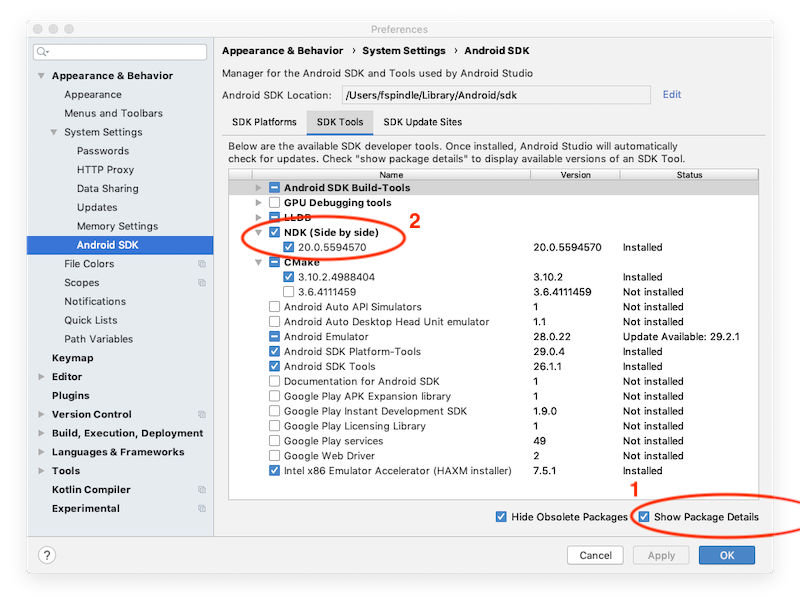 Preferences
Appearance & Behavior
Appearance
Menus and Toolbars
System Settings
Passwords
HTTP Proxy
Data Sharing
Updates
Memory Settings
Android SDK
File Colors
Scopes
Notifications
Quick Lists
Path Variables
Keymap
Editor
Plugins
Version Control
Build, Execution, Deployment
Languages & Frameworks
Tools
Kotlin Compiler
Experimental
Appearance & Behavior › System Settings › Android SDK
Manager for the Android SDK and Tools used by Android Studio
Android SDK Location: /Users/fspindle/Library/Android/sdk Edit
SDK Platforms SDK Tools SDK Update Sites
Below are the available SDK developer tools. Once installed, Android Studio will automatically
check for updates. Check "show package details" to display available versions of an SDK Tool.
Name Version Status
Android SDK Build-Tools
GPU Debugging tools
LLDB
2
NDK (Side by side)
20.0.5594570 20.0.5594570 Installed
CMake
3.10.2.4988404 3.10.2 Installed
3.6.4111459 3.6.4111459 Not installed
Android Auto API Simulators 1 Not installed
Android Auto Desktop Head Unit emulator 1.1 Not installed
Android Emulator 28.0.22 Update Available: 29.2.1
Android SDK Platform-Tools 29.0.4 Installed
Android SDK Tools 26.1.1 Installed
Documentation for Android SDK 1 Not installed
Google Play APK Expansion library 1 Not installed
Google Play Instant Development SDK 1.9.0 Not installed
Google Play Licensing Library 1 Not installed
Google Play services 49 Not installed
Google Web Driver 2 Not installed
Intel x86 Emulator Accelerator (HAXM installer) 7.5.1 Installed
1
Hide Obsolete Packages Show Package Details
? Cancel Apply OK